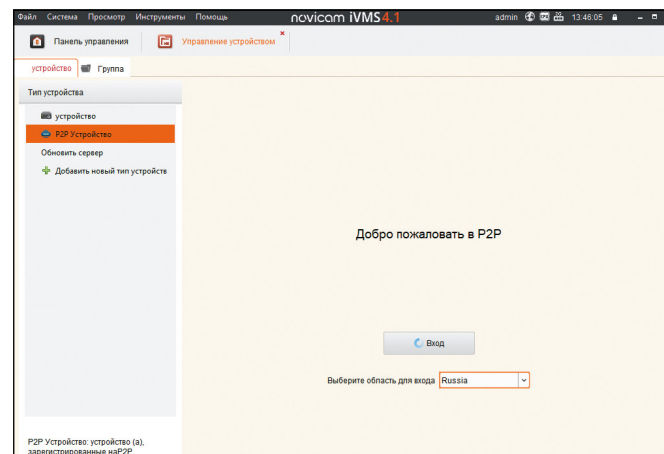 Файл Система Просмотр Инструменты Помощь novicam iVMS4.1 admin 13:46:05
Панель управления Управление устройством
устройство Группа
Тип устройства
устройство
P2P Устройство
Обновить сервер
Добавить новый тип устройств
Добро пожаловать в P2P
Вход
Выберите область для входа Russia
P2P Устройство: устройство (а),
зарегистрированные наP2P